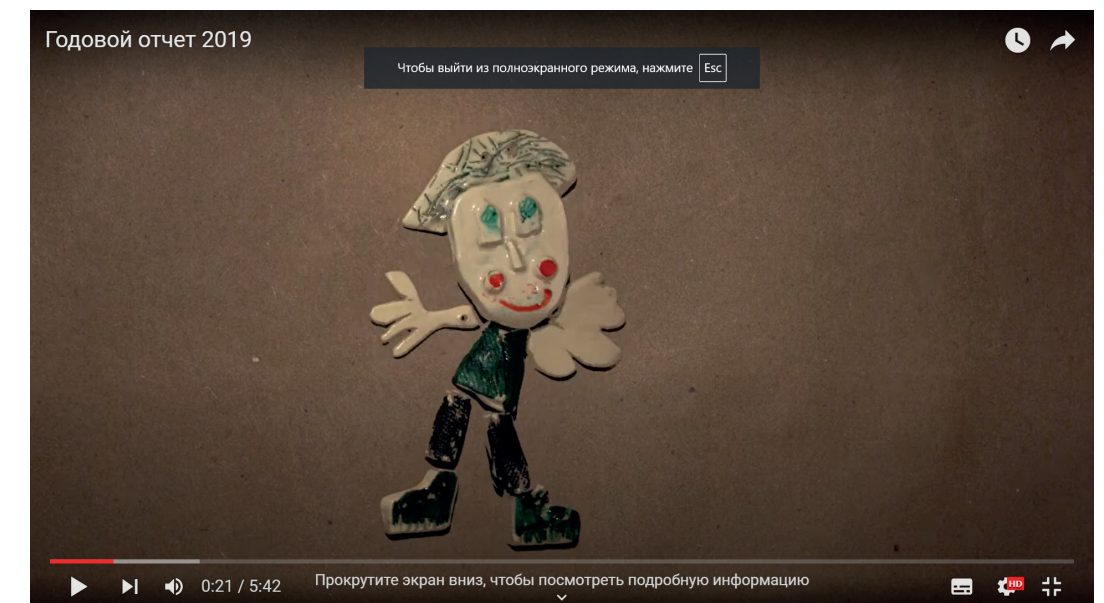 Годовой отчет 2019
Чтобы выйти из полноэкранного режима, нажмите Esc
0:21 / 5:42
Прокрутите экран вниз, чтобы посмотреть подробную информацию
HD